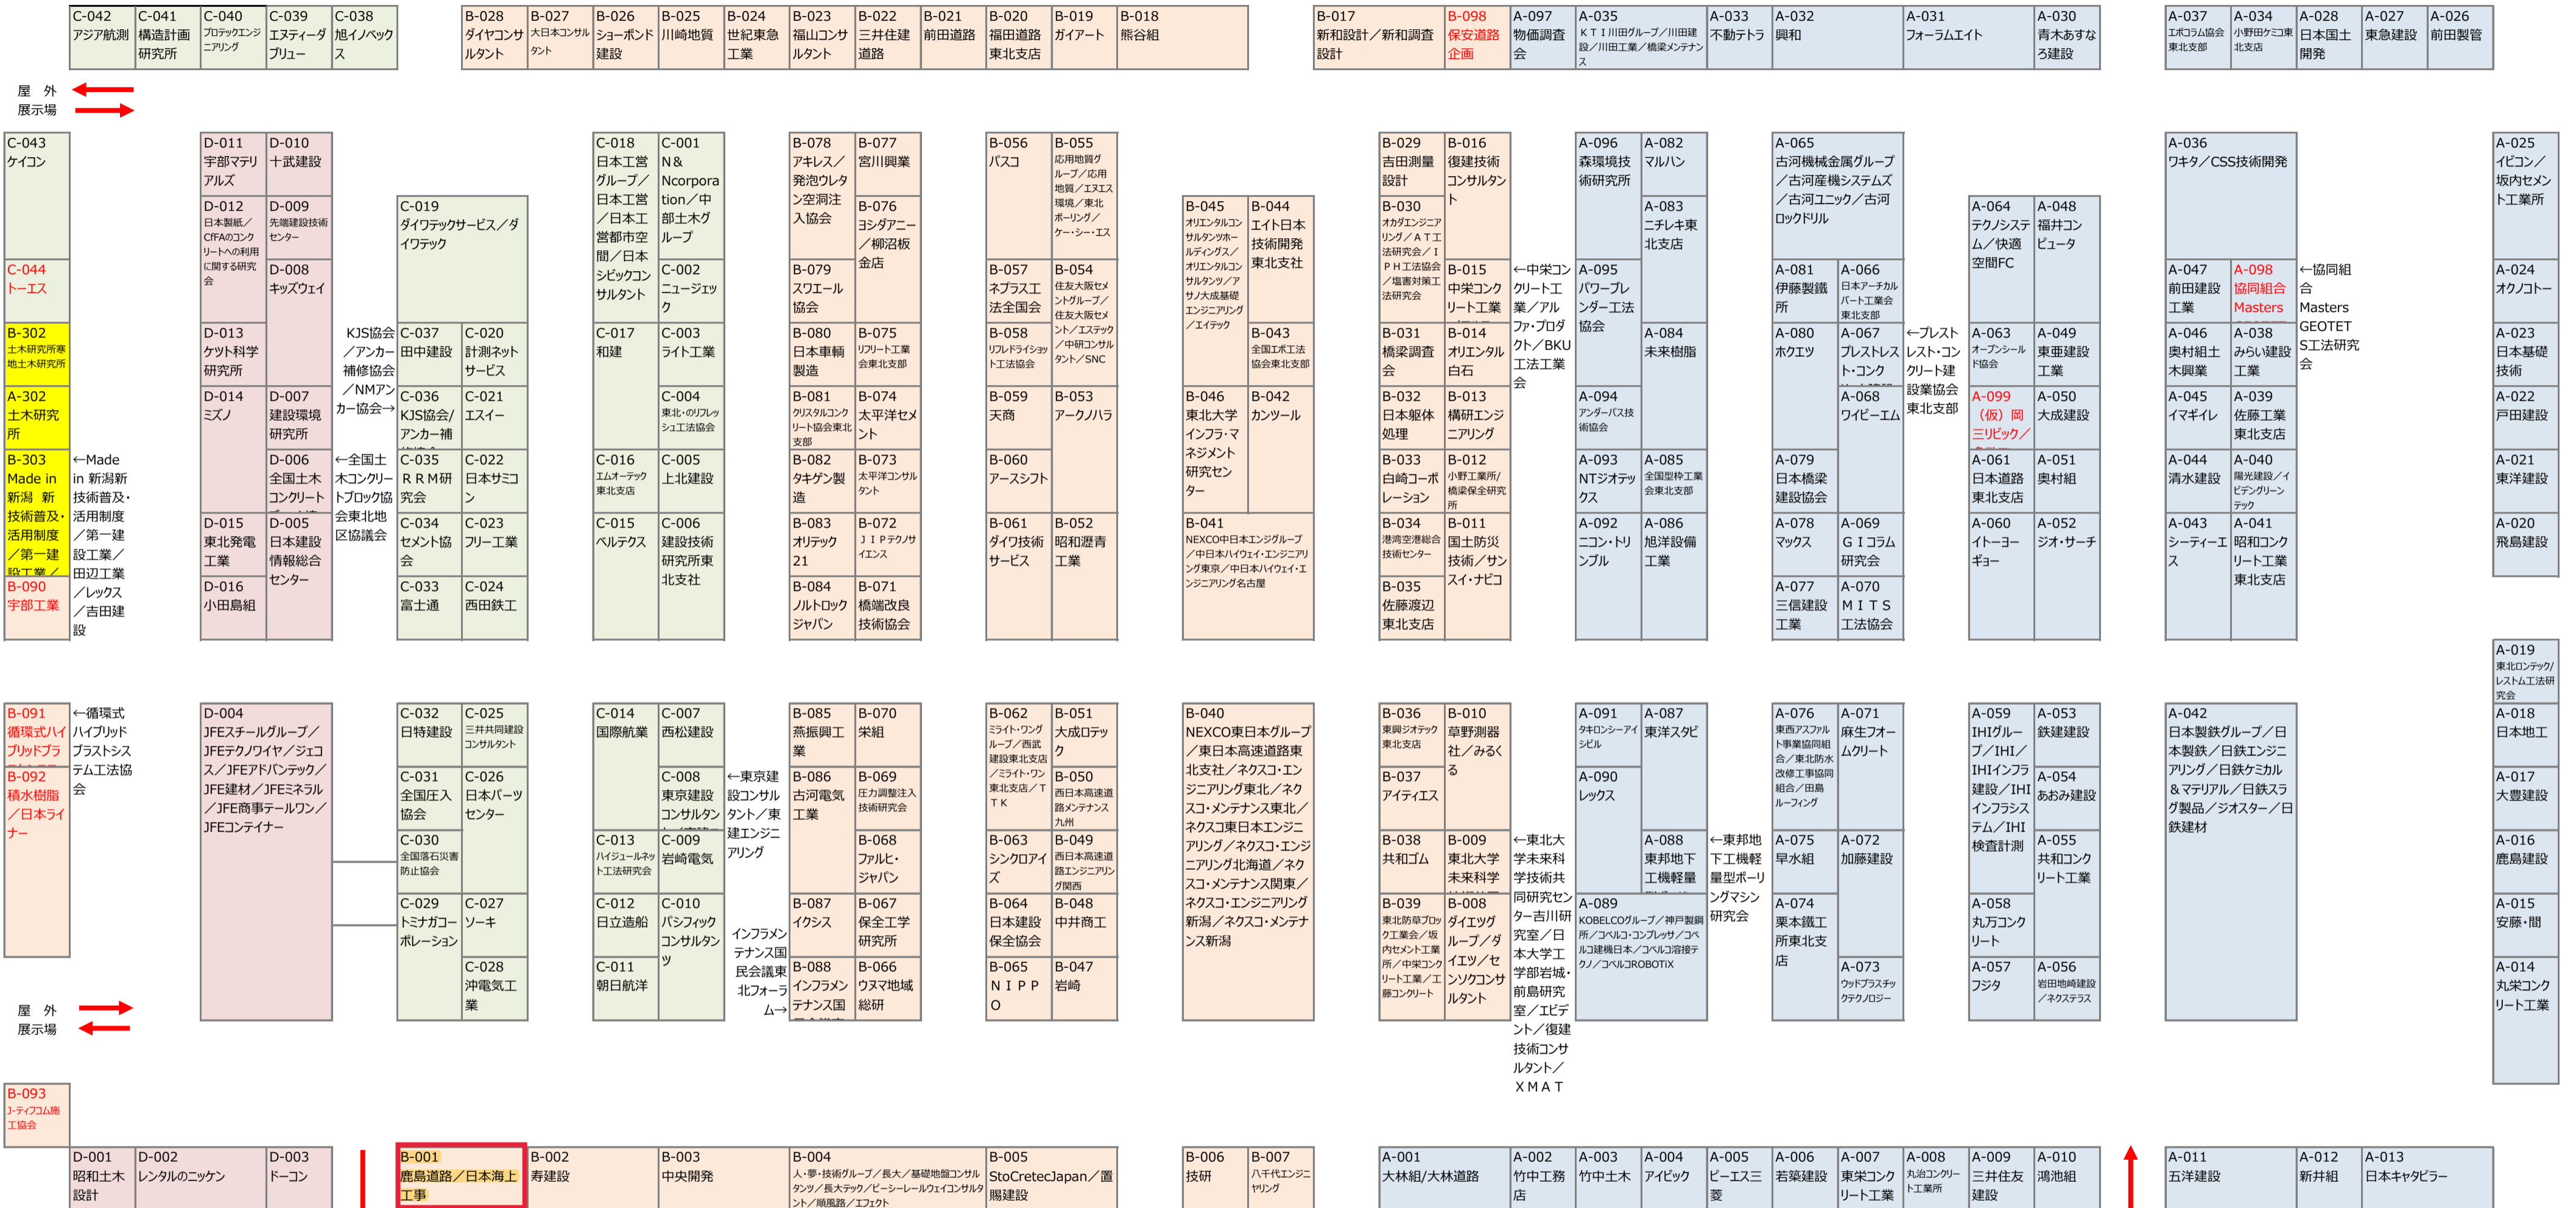 C-042
アジア航測
C-041
構造計画
研究所
C-040
プロテックエンジ
ニアリング
C-039
エヌティーダ
ブリュー
C-038
旭イノベック
ス
B-028
ダイヤコンサ
ルタント
B-027
大日本コンサル
タント
B-026
ショーボンド
建設
B-025
川崎地質
B-024
世紀東急
工業
B-023
福山コンサ
ルタント
B-022
三井住建
道路
B-021
前田道路
B-020
福田道路
東北支店
B-019
ガイアート
B-018
熊谷組
B-017
新和設計／新和調査
設計
B-098
保安道路
企画
A-097
物価調査
会
A-035
ＫＴＩ川田グループ／川田建
設／川田工業／橋梁メンテナン
ス
A-033
不動テトラ
A-032
興和
A-031
フォーラムエイト
A-030
青木あすな
ろ建設
A-037
エポコラム協会
東北支部
A-034
小野田ケミコ東
北支店
A-028
日本国土
開発
A-027
東急建設
A-026
前田製管
屋　外
展示場
C-043
ケイコン
C-044
トーエス
B-302
土木研究所寒
地土木研究所
A-302
土木研究
所
B-303
Made in
新潟 新
技術普及・
活用制度
／第一建
設工業／
B-090
宇部工業
←Made
in 新潟新
技術普及・
活用制度
／第一建
設工業／
田辺工業
／レックス
／吉田建
設
D-011
宇部マテリ
アルズ
D-012
日本製紙／
CfFAのコンク
リートへの利用
に関する研究
会
D-013
ケツト科学
研究所
D-014
ミズノ
D-015
東北発電
工業
D-016
小田島組
D-010
十武建設
D-009
先端建設技術
センター
D-008
キッズウェイ
D-007
建設環境
研究所
D-006
全国土木
コンクリート
D-005
日本建設
情報総合
センター
KJS協会
／アンカー
補修協会
／NMアン
カー協会→
←全国土
木コンクリー
トブロック協
会東北地
区協議会
C-019
ダイワテックサービス／ダ
イワテック
C-037
田中建設
C-036
KJS協会/
アンカー補
C-035
ＲＲＭ研
究会
C-034
セメント協
会
C-033
富士通
C-020
計測ネット
サービス
C-021
エスイー
C-022
日本サミコ
ン
C-023
フリー工業
C-024
西田鉄工
C-018
日本工営
グループ／
日本工営
／日本工
営都市空
間／日本
シビックコン
サルタント
C-017
和建
C-016
エムオーテック
東北支店
C-015
ベルテクス
C-001
N＆
Ncorpora
tion／中
部土木グ
ループ
C-002
ニュージェッ
ク
C-003
ライト工業
C-004
東北･のリフレッ
シュ工法協会
C-005
上北建設
C-006
建設技術
研究所東
北支社
B-078
アキレス／
発泡ウレタ
ン空洞注
入協会
B-079
スワエール
協会
B-080
日本車輌
製造
B-081
クリスタルコンク
リート協会東北
支部
B-082
タキゲン製
造
B-083
オリテック
21
B-084
ノルトロック
ジャパン
B-077
宮川興業
B-076
ヨシダアニー
／柳沼板
金店
B-075
リフリート工業
会東北支部
B-074
太平洋セメ
ント
B-073
太平洋コンサル
タント
B-072
ＪＩＰテクノサ
イエンス
B-071
橋端改良
技術協会
B-056
パスコ
B-057
ネプラス工
法全国会
B-058
リフレドライショッ
ト工法協会
B-059
天商
B-060
アースシフト
B-061
ダイワ技術
サービス
B-055
応用地質グ
ループ／応用
地質／エヌエス
環境／東北
ボーリング／
ケー･シー･エス
B-054
住友大阪セメ
ントグループ／
住友大阪セメ
ント／エステック
／中研コンサル
タント／SNC
B-053
アークノハラ
B-052
昭和瀝青
工業
B-045
オリエンタルコン
サルタンツホー
ルディングス／
オリエンタルコン
サルタンツ／ア
サノ大成基礎
エンジニアリング
／エイテック
B-046
東北大学
インフラ･マ
ネジメント
研究セン
ター
B-044
エイト日本
技術開発
東北支社
B-043
全国エポ工法
協会東北支部
B-042
カンツール
B-041
NEXCO中日本エンジグループ
／中日本ハイウェイ・エンジニアリ
ング東京／中日本ハイウェイ・エ
ンジニアリング名古屋
B-029
吉田測量
設計
B-030
オカダエンジニア
リング／ＡＴ工
法研究会／Ｉ
ＰＨ工法協会
／塩害対策工
法研究会
B-031
橋梁調査
会
B-032
日本躯体
処理
B-033
白崎コーポ
レーション
B-034
港湾空港総合
技術センター
B-035
佐藤渡辺
東北支店
B-016
復建技術
コンサルタン
ト
B-015
中栄コンク
リート工業
B-014
オリエンタル
白石
B-013
構研エンジ
ニアリング
B-012
小野工業所/
橋梁保全研究
所
B-011
国土防災
技術／サン
スイ･ナビコ
←中栄コン
クリート工
業／アル
ファ･プロダ
クト／BKU
工法工業
会
A-096
森環境技
術研究所
A-095
パワーブレ
ンダー工法
協会
A-094
アンダーパス技
術協会
A-093
NTジオテッ
クス
A-092
ニコン・トリ
ンブル
A-082
マルハン
A-083
ニチレキ東
北支店
A-084
未来樹脂
A-085
全国型枠工業
会東北支部
A-086
旭洋設備
工業
A-065
古河機械金属グループ
／古河産機システムズ
／古河ユニック／古河
ロックドリル
A-081
伊藤製鐵
所
A-080
ホクエツ
A-079
日本橋梁
建設協会
A-078
マックス
A-077
三信建設
工業
A-066
日本アーチカル
バート工業会
東北支部
A-067
プレストレス
ト・コンク
A-068
ワイビーエム
A-069
ＧＩコラム
研究会
A-070
ＭＩＴＳ
工法協会
←プレスト
レスト・コン
クリート建
設業協会
東北支部
A-064
テクノシステ
ム／快適
空間FC
A-063
オープンシール
ド協会
A-099
（仮）岡
三リビック／
A-061
日本道路
東北支店
A-060
イトーヨー
ギョー
A-048
福井コン
ピュータ
A-049
東亜建設
工業
A-050
大成建設
A-051
奥村組
A-052
ジオ・サーチ
A-036
ワキタ／CSS技術開発
A-047
前田建設
工業
A-046
奥村組土
木興業
A-045
イマギイレ
A-044
清水建設
A-043
シーティーエ
ス
A-098
協同組合
Masters
A-038
みらい建設
工業
A-039
佐藤工業
東北支店
A-040
陽光建設／イ
ビデングリーン
テック
A-041
昭和コンク
リート工業
東北支店
←協同組
合
Masters
GEOTET
S工法研究
会
A-025
イビコン／
坂内セメン
ト工業所
A-024
オクノコトー
A-023
日本基礎
技術
A-022
戸田建設
A-021
東洋建設
A-020
飛島建設
A-019
東北ロンテック/
レストム工法研
究会
A-018
日本地工
A-017
大豊建設
A-016
鹿島建設
A-015
安藤・間
A-014
丸栄コンク
リート工業
B-091
循環式ハイ
ブリッドブラ
B-092
積水樹脂
／日本ライ
ナー
←循環式
ハイブリッド
ブラストシス
テム工法協
会
D-004
JFEスチールグループ／
JFEテクノワイヤ／ジェコ
ス／JFEアドバンテック／
JFE建材／JFEミネラル
／JFE商事テールワン／
JFEコンテイナー
C-032
日特建設
C-031
全国圧入
協会
C-030
全国落石災害
防止協会
C-029
トミナガコー
ポレーション
C-025
三井共同建設
コンサルタント
C-026
日本パーツ
センター
C-027
ソーキ
C-028
沖電気工
業
C-014
国際航業
C-013
ハイジュールネッ
ト工法研究会
C-012
日立造船
C-011
朝日航洋
C-007
西松建設
C-008
東京建設
コンサルタン
C-009
岩崎電気
C-010
パシフィック
コンサルタン
ツ
←東京建
設コンサル
タント／東
建エンジニ
アリング
インフラメン
テナンス国
民会議東
北フォーラ
ム→
B-085
燕振興工
業
B-086
古河電気
工業
B-087
イクシス
B-088
インフラメン
テナンス国
B-070
栄組
B-069
圧力調整注入
技術研究会
B-068
ファルヒ・
ジャパン
B-067
保全工学
研究所
B-066
ウヌマ地域
総研
B-062
ミライト・ワング
ループ／西武
建設東北支店
／ミライト・ワン
東北支店／Ｔ
ＴＫ
B-063
シンクロアイ
ズ
B-064
日本建設
保全協会
B-065
ＮＩＰＰ
Ｏ
B-051
大成ロテッ
ク
B-050
西日本高速道
路メンテナンス
九州
B-049
西日本高速道
路エンジニアリン
グ関西
B-048
中井商工
B-047
岩崎
B-040
NEXCO東日本グループ
／東日本高速道路東
北支社／ネクスコ・エン
ジニアリング東北／ネク
スコ・メンテナンス東北／
ネクスコ東日本エンジニ
アリング／ネクスコ・エンジ
ニアリング北海道／ネク
スコ・メンテナンス関東／
ネクスコ・エンジニアリング
新潟／ネクスコ・メンテナ
ンス新潟
B-036
東興ジオテック
東北支店
B-037
アイティエス
B-038
共和ゴム
B-039
東北防草ブロッ
ク工業会／坂
内セメント工業
所／中栄コンク
リート工業／工
藤コンクリート
B-010
草野測器
社／みるく
る
B-009
東北大学
未来科学
B-008
ダイエツグ
ループ／ダ
イエツ／セ
ンソクコンサ
ルタント
←東北大
学未来科
学技術共
同研究セン
ター吉川研
究室／日
本大学工
学部岩城・
前島研究
室／エビデ
ント／復建
技術コンサ
ルタント／
ＸＭＡＴ
A-091
タキロンシーアイ
シビル
A-090
レックス
A-087
東洋スタビ
A-088
東邦地下
工機軽量
←東邦地
下工機軽
量型ボーリ
ングマシン
研究会
A-089
KOBELCOグループ／神戸製鋼
所／コベルコ・コンプレッサ／コベ
ルコ建機日本／コベルコ溶接テ
クノ／コベルコROBOTiX
A-076
東西アスファル
ト事業協同組
合／東北防水
改修工事協同
組合／田島
ルーフィング
A-075
早水組
A-074
栗本鐵工
所東北支
店
A-071
麻生フオー
ムクリート
A-072
加藤建設
A-073
ウッドプラスチッ
クテクノロジー
A-059
IHIグルー
プ／IHI／
IHIインフラ
建設／IHI
インフラシス
テム／IHI
検査計測
A-058
丸万コンク
リート
A-057
フジタ
A-053
鉄建建設
A-054
あおみ建設
A-055
共和コンク
リート工業
A-056
岩田地崎建設
／ネクステラス
A-042
日本製鉄グループ／日
本製鉄／日鉄エンジニ
アリング／日鉄ケミカル
＆マテリアル／日鉄スラ
グ製品／ジオスター／日
鉄建材
屋　外
展示場
B-093
J-ティフコム施
工協会
D-001
昭和土木
設計
D-002
レンタルのニッケン
D-003
ドーコン
B-001
鹿島道路／日本海上
工事
B-002
寿建設
B-003
中央開発
B-004
人・夢・技術グループ／長大／基礎地盤コンサル
タンツ／長大テック／ピーシーレールウェイコンサルタ
ント／順風路／エフェクト
B-005
StoCretecJapan／置
賜建設
B-006
技研
B-007
八千代エンジニ
ヤリング
A-001
大林組/大林道路
A-002
竹中工務
店
A-003
竹中土木
A-004
アイビック
A-005
ピーエス三
菱
A-006
若築建設
A-007
東栄コンク
リート工業
A-008
丸治コンクリー
ト工業所
A-009
三井住友
建設
A-010
鴻池組
A-011
五洋建設
A-012
新井組
A-013
日本キャタピラー